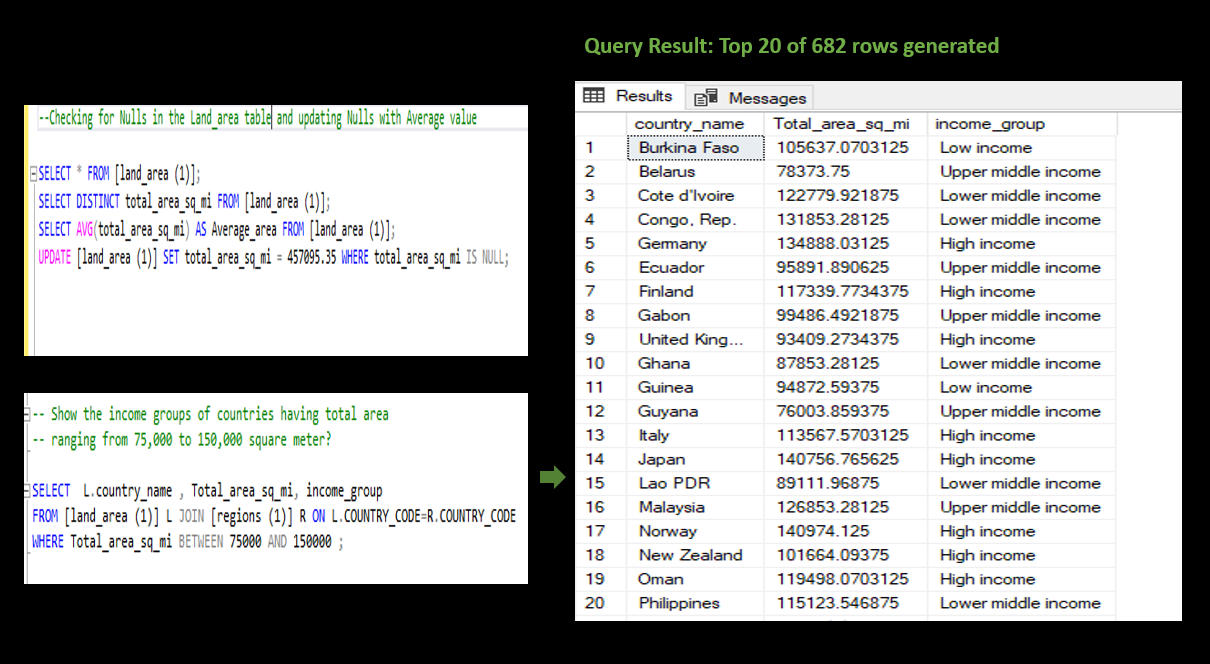 Query Result: Top 20 of 682 rows generated
--Checking for Nulls in the Land_area table and updating Nulls with Average value
SELECT * FROM [land_area (1)];
SELECT DISTINCT total_area_sq_mi FROM [land_area (1)];
SELECT AVG(total_area_sq_mi) AS Average_area FROM [land_area (1)];
UPDATE [land_area (1)] SET total_area_sq_mi = 457095.35 WHERE total_area_sq_mi IS NULL;
-- Show the income groups of countries having total area
-- ranging from 75,000 to 150,000 square meter?
SELECT L.country_name , Total_area_sq_mi, income_group
FROM [land_area (1)] L JOIN [regions (1)] R ON L.COUNTRY_CODE=R.COUNTRY_CODE
WHERE Total_area_sq_mi BETWEEN 75000 AND 150000 ;
Results Messages
country_name Total_area_sq_mi income_group
1 Burkina Faso 105637.0703125 Low income
2 Belarus 78373.75 Upper middle income
3 Cote d'Ivoire 122779.921875 Lower middle income
4 Congo, Rep. 131853.28125 Lower middle income
5 Germany 134888.03125 High income
6 Ecuador 95891.890625 Upper middle income
7 Finland 117339.7734375 High income
8 Gabon 99486.4921875 Upper middle income
9 United King... 93409.2734375 High income
10 Ghana 87853.28125 Lower middle income
11 Guinea 94872.59375 Low income
12 Guyana 76003.859375 Upper middle income
13 Italy 113567.5703125 High income
14 Japan 140756.765625 High income
15 Lao PDR 89111.96875 Lower middle income
16 Malaysia 126853.28125 Upper middle income
17 Norway 140974.125 High income
18 New Zealand 101664.09375 High income
19 Oman 119498.0703125 High income
20 Philippines 115123.546875 Lower middle income